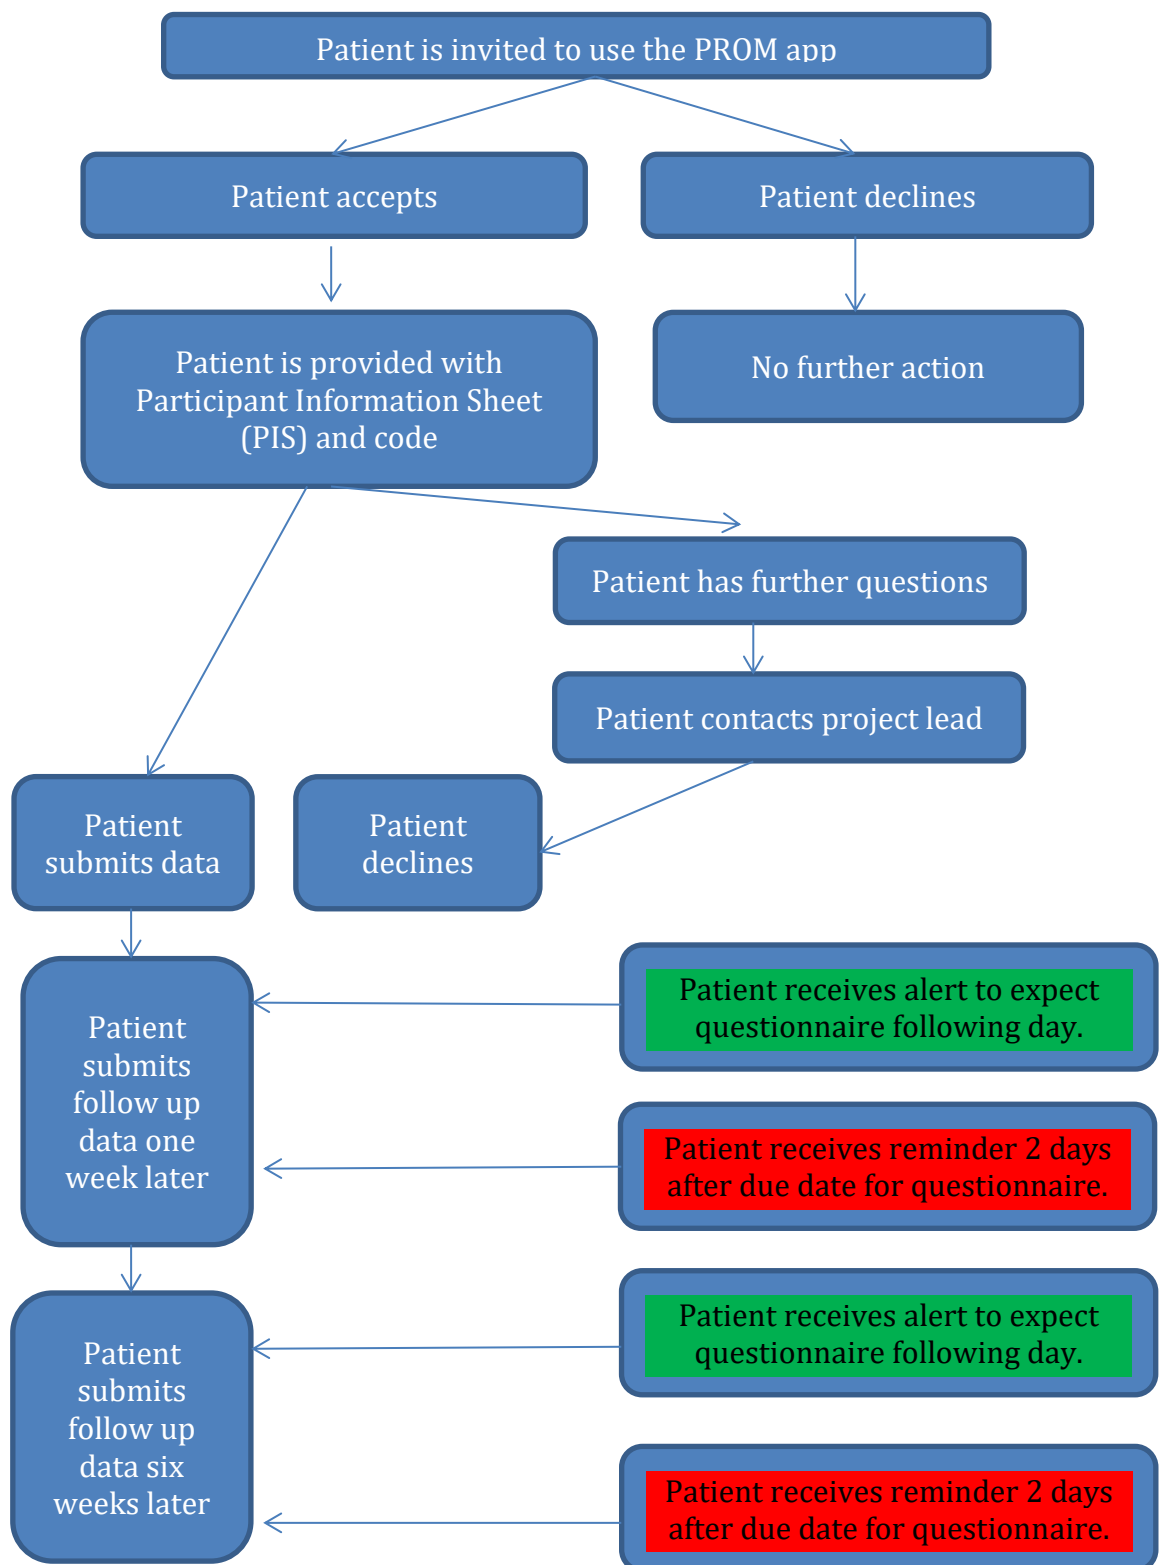 Patient is invited to use the PROM app
Patient accepts
Patient declines
Patient is provided with
Participant Information Sheet
(PIS) and code
No further action
Patient has further questions
Patient contacts project lead
Patient
submits data
Patient
declines
Patient
submits
follow up
data one
week later
Patient receives alert to expect
questionnaire following day.
Patient receives reminder 2 days
after due date for questionnaire.
Patient
submits
follow up
data six
weeks later
Patient receives alert to expect
questionnaire following day.
Patient receives reminder 2 days
after due date for questionnaire.